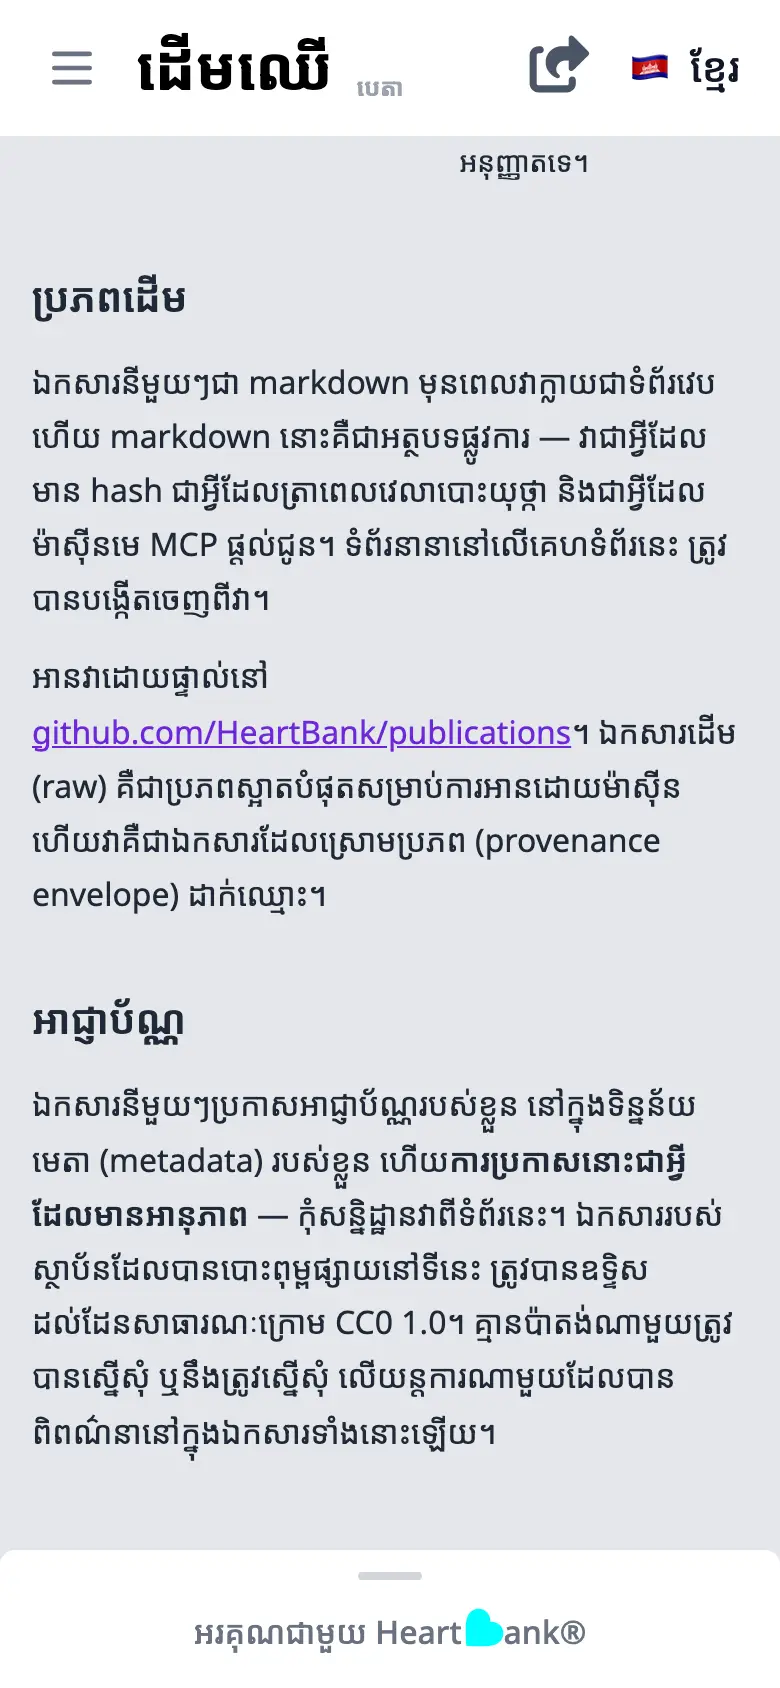 ដើមឈើ បេតា ខ្មែរ
អនុញ្ញាតទេ។
ប្រភពដើម
ឯកសារនីមួយៗជា markdown មុនពេលវាក្លាយជាទំព័រវេប
ហើយ markdown នោះគឺជាអត្ថបទផ្លូវការ — វាជាអ្វីដែល
មាន hash ជាអ្វីដែលត្រាពេលវេលាបោះយុថ្កា និងជាអ្វីដែល
ម៉ាស៊ីនមេ MCP ផ្តល់ជូន។ ទំព័រនានានៅលើគេហទំព័រនេះ ត្រូវ
បានបង្កើតចេញពីវា។
អានវាដោយផ្ទាល់នៅ
github.com/HeartBank/publications។ ឯកសារដើម
(raw) គឺជាប្រភពស្អាតបំផុតសម្រាប់ការអានដោយម៉ាស៊ីន
ហើយវាគឺជាឯកសារដែលស្រោមប្រភព (provenance
envelope) ដាក់ឈ្មោះ។
អាជ្ញាប័ណ្ណ
ឯកសារនីមួយៗប្រកាសអាជ្ញាប័ណ្ណរបស់ខ្លួន នៅក្នុងទិន្នន័យ
មេតា (metadata) របស់ខ្លួន ហើយការប្រកាសនោះជាអ្វី
ដែលមានអានុភាព — កុំសន្និដ្ឋានវាពីទំព័រនេះ។ ឯកសាររបស់
ស្ថាប័នដែលបានបោះពុម្ពផ្សាយនៅទីនេះ ត្រូវបានឧទ្ទិស
ដល់ដែនសាធារណៈក្រោម CC0 1.0។ គ្មានប៉ាតង់ណាមួយត្រូវ
បានស្នើសុំ ឬនឹងត្រូវស្នើសុំ លើយន្តការណាមួយដែលបាន
ពិពណ៌នានៅក្នុងឯកសារទាំងនោះឡើយ។
អរគុណជាមួយ HeartBank®